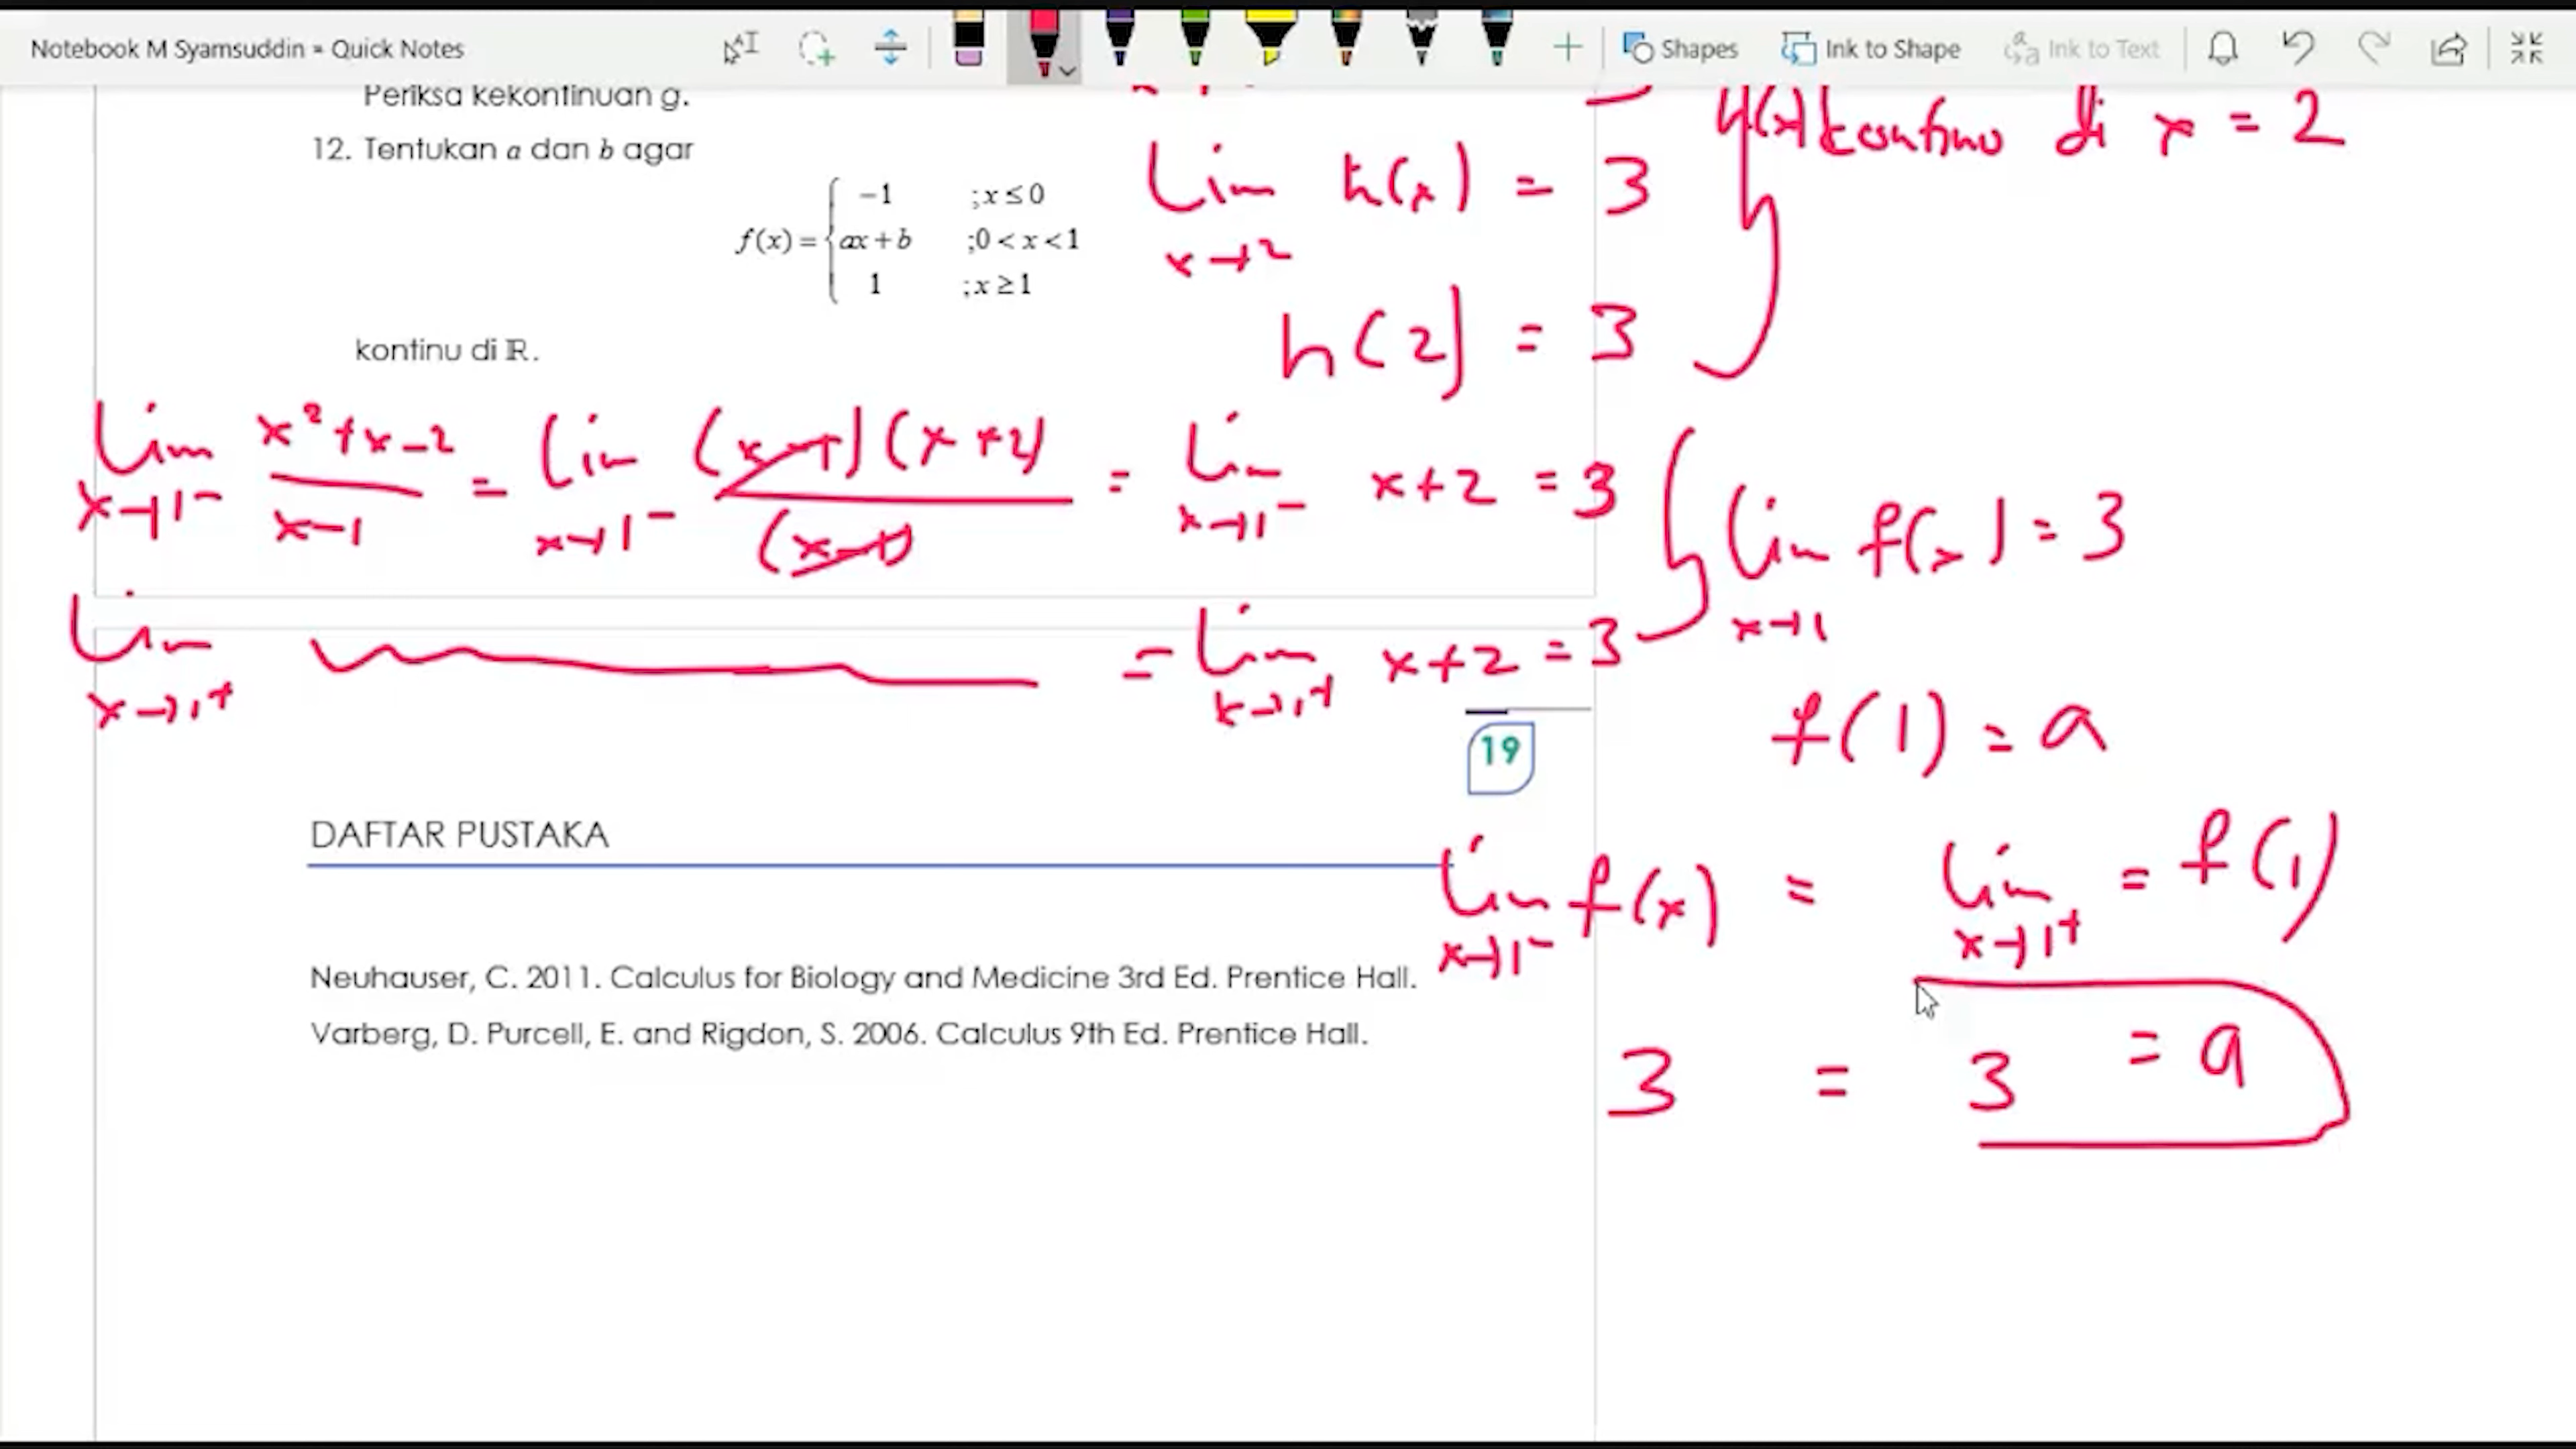 Notebook M Syamsuddin » Quick Notes
Shapes
Ink to Shape
Ink to Text
Periksa kekontinuan g.
h(x) kontinu di x = 2
12. Tentukan a dan b agar
f(x) = { -1 ; x ≤ 0
ax + b ; 0 < x < 1
1 ; x ≥ 1
kontinu di ℝ.
lim x→2 h(x) = 3
h(2) = 3
lim x→1⁻ (x² + x - 2)/(x - 1) = lim x→1⁻ (x - 1)(x + 2)/(x - 1) = lim x→1⁻ x + 2 = 3
lim x→1 f(x) = 3
lim x→1⁺ = lim x→1⁺ x + 2 = 3
f(1) = a
19
DAFTAR PUSTAKA
lim x→1⁻ f(x) = lim x→1⁺ = f(1)
3 = 3 = a
Neuhauser, C. 2011. Calculus for Biology and Medicine 3rd Ed. Prentice Hall.
Varberg, D. Purcell, E. and Rigdon, S. 2006. Calculus 9th Ed. Prentice Hall.